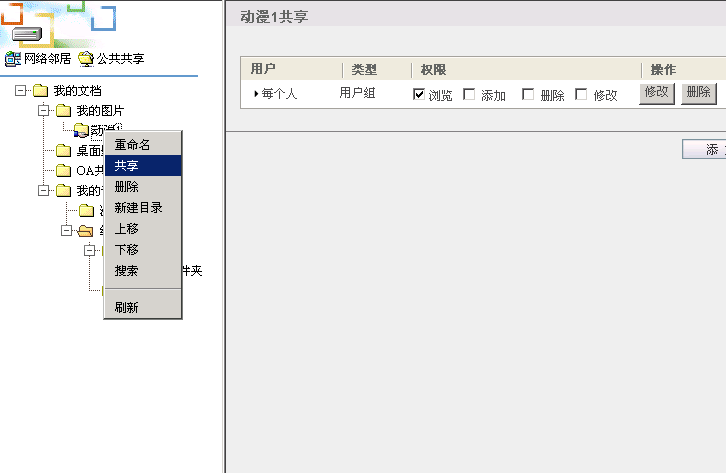 网络邻居 公共共享
我的文档
我的图片
动漫1
桌面
OA共
我的
件夹
重命名
共享
删除
新建目录
上移
下移
搜索
刷新
动漫1共享
用户 类型 权限 操作
每个人 用户组 浏览 添加 删除 修改 修改 删除
添